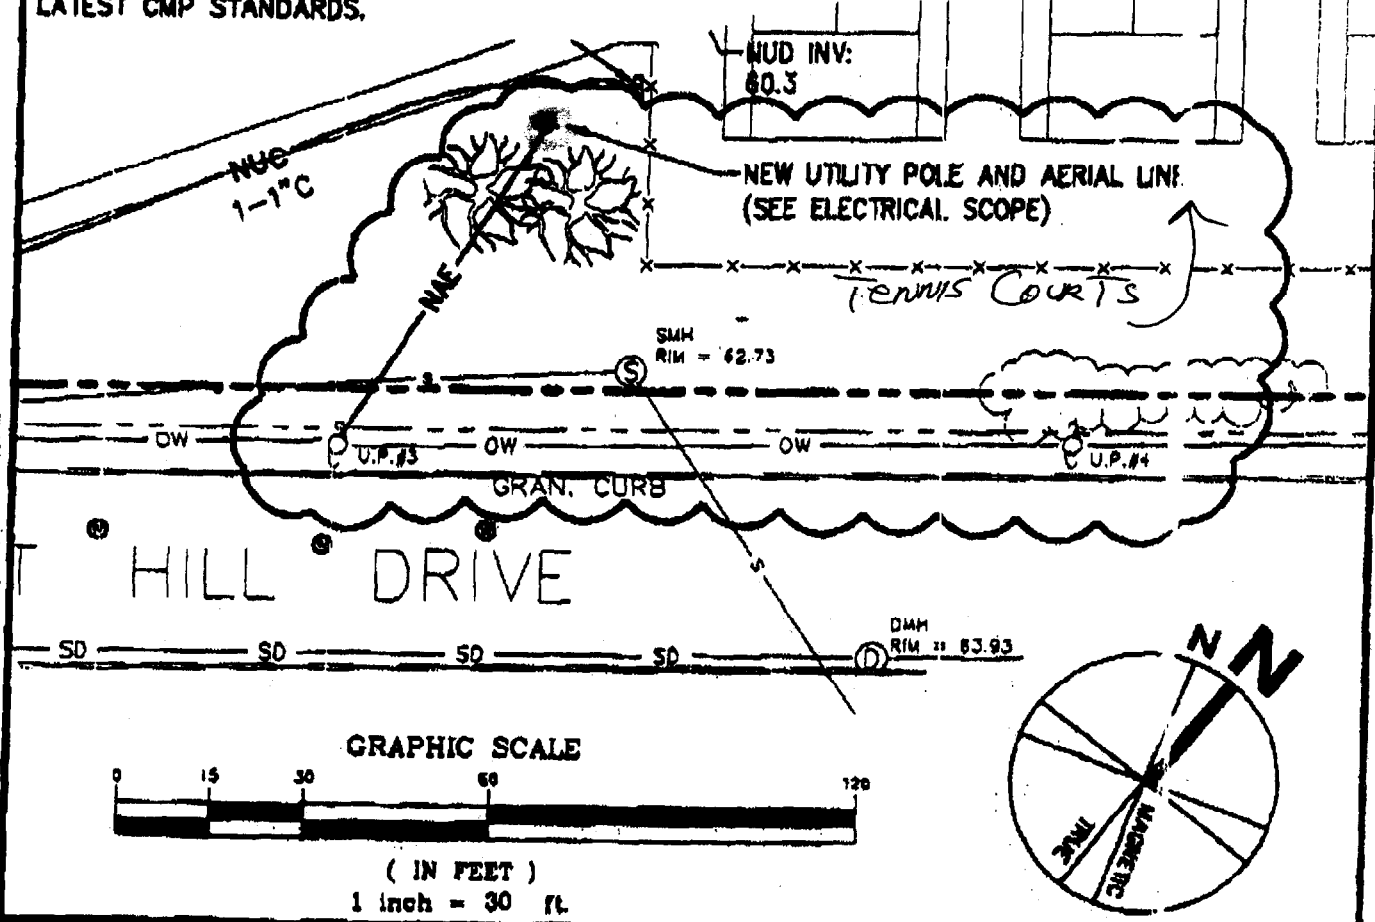 LATEST CMP STANDARDS.
NUD INV:
60.3
NUC
1-1"C
NEW UTILITY POLE AND AERIAL LINE
(SEE ELECTRICAL SCOPE)
NAE
Tennis Courts
SMH
RIM = 62.73
S
S
OW
U.P.#3
OW
OW
U.P.#4
GRAN. CURB
T HILL DRIVE
S
SD
SD
SD
SD
D
DMH
RIM = 63.93
N
N
TRUE
MAGNETIC
GRAPHIC SCALE
0 15 30 60 120
( IN FEET )
1 inch = 30 ft.